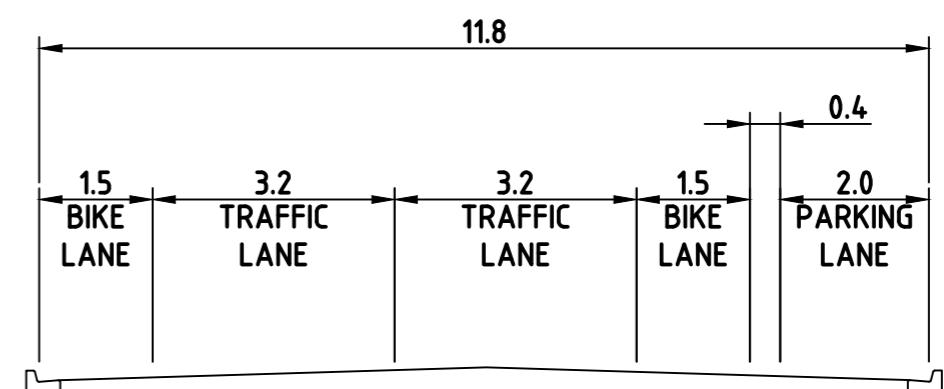 11.8
0.4
1.5 3.2 3.2 1.5 2.0
BIKE TRAFFIC TRAFFIC BIKE PARKING
LANE LANE LANE LANE LANE